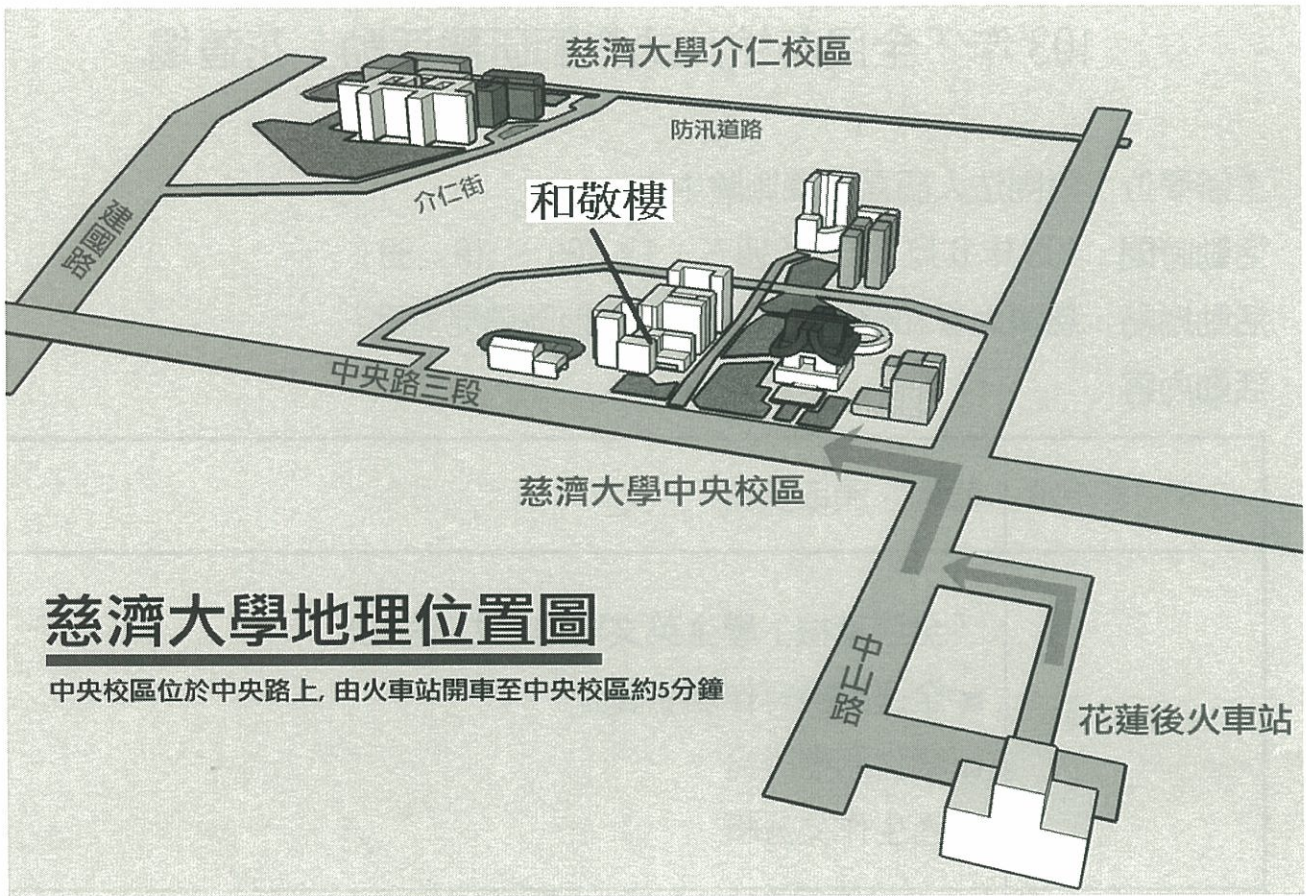 慈濟大學介仁校區
防汛道路
介仁街
和敬樓
建國路
中央路三段
慈濟大學中央校區
慈濟大學地理位置圖
中央校區位於中央路上, 由火車站開車至中央校區約5分鐘
中山路
花蓮後火車站